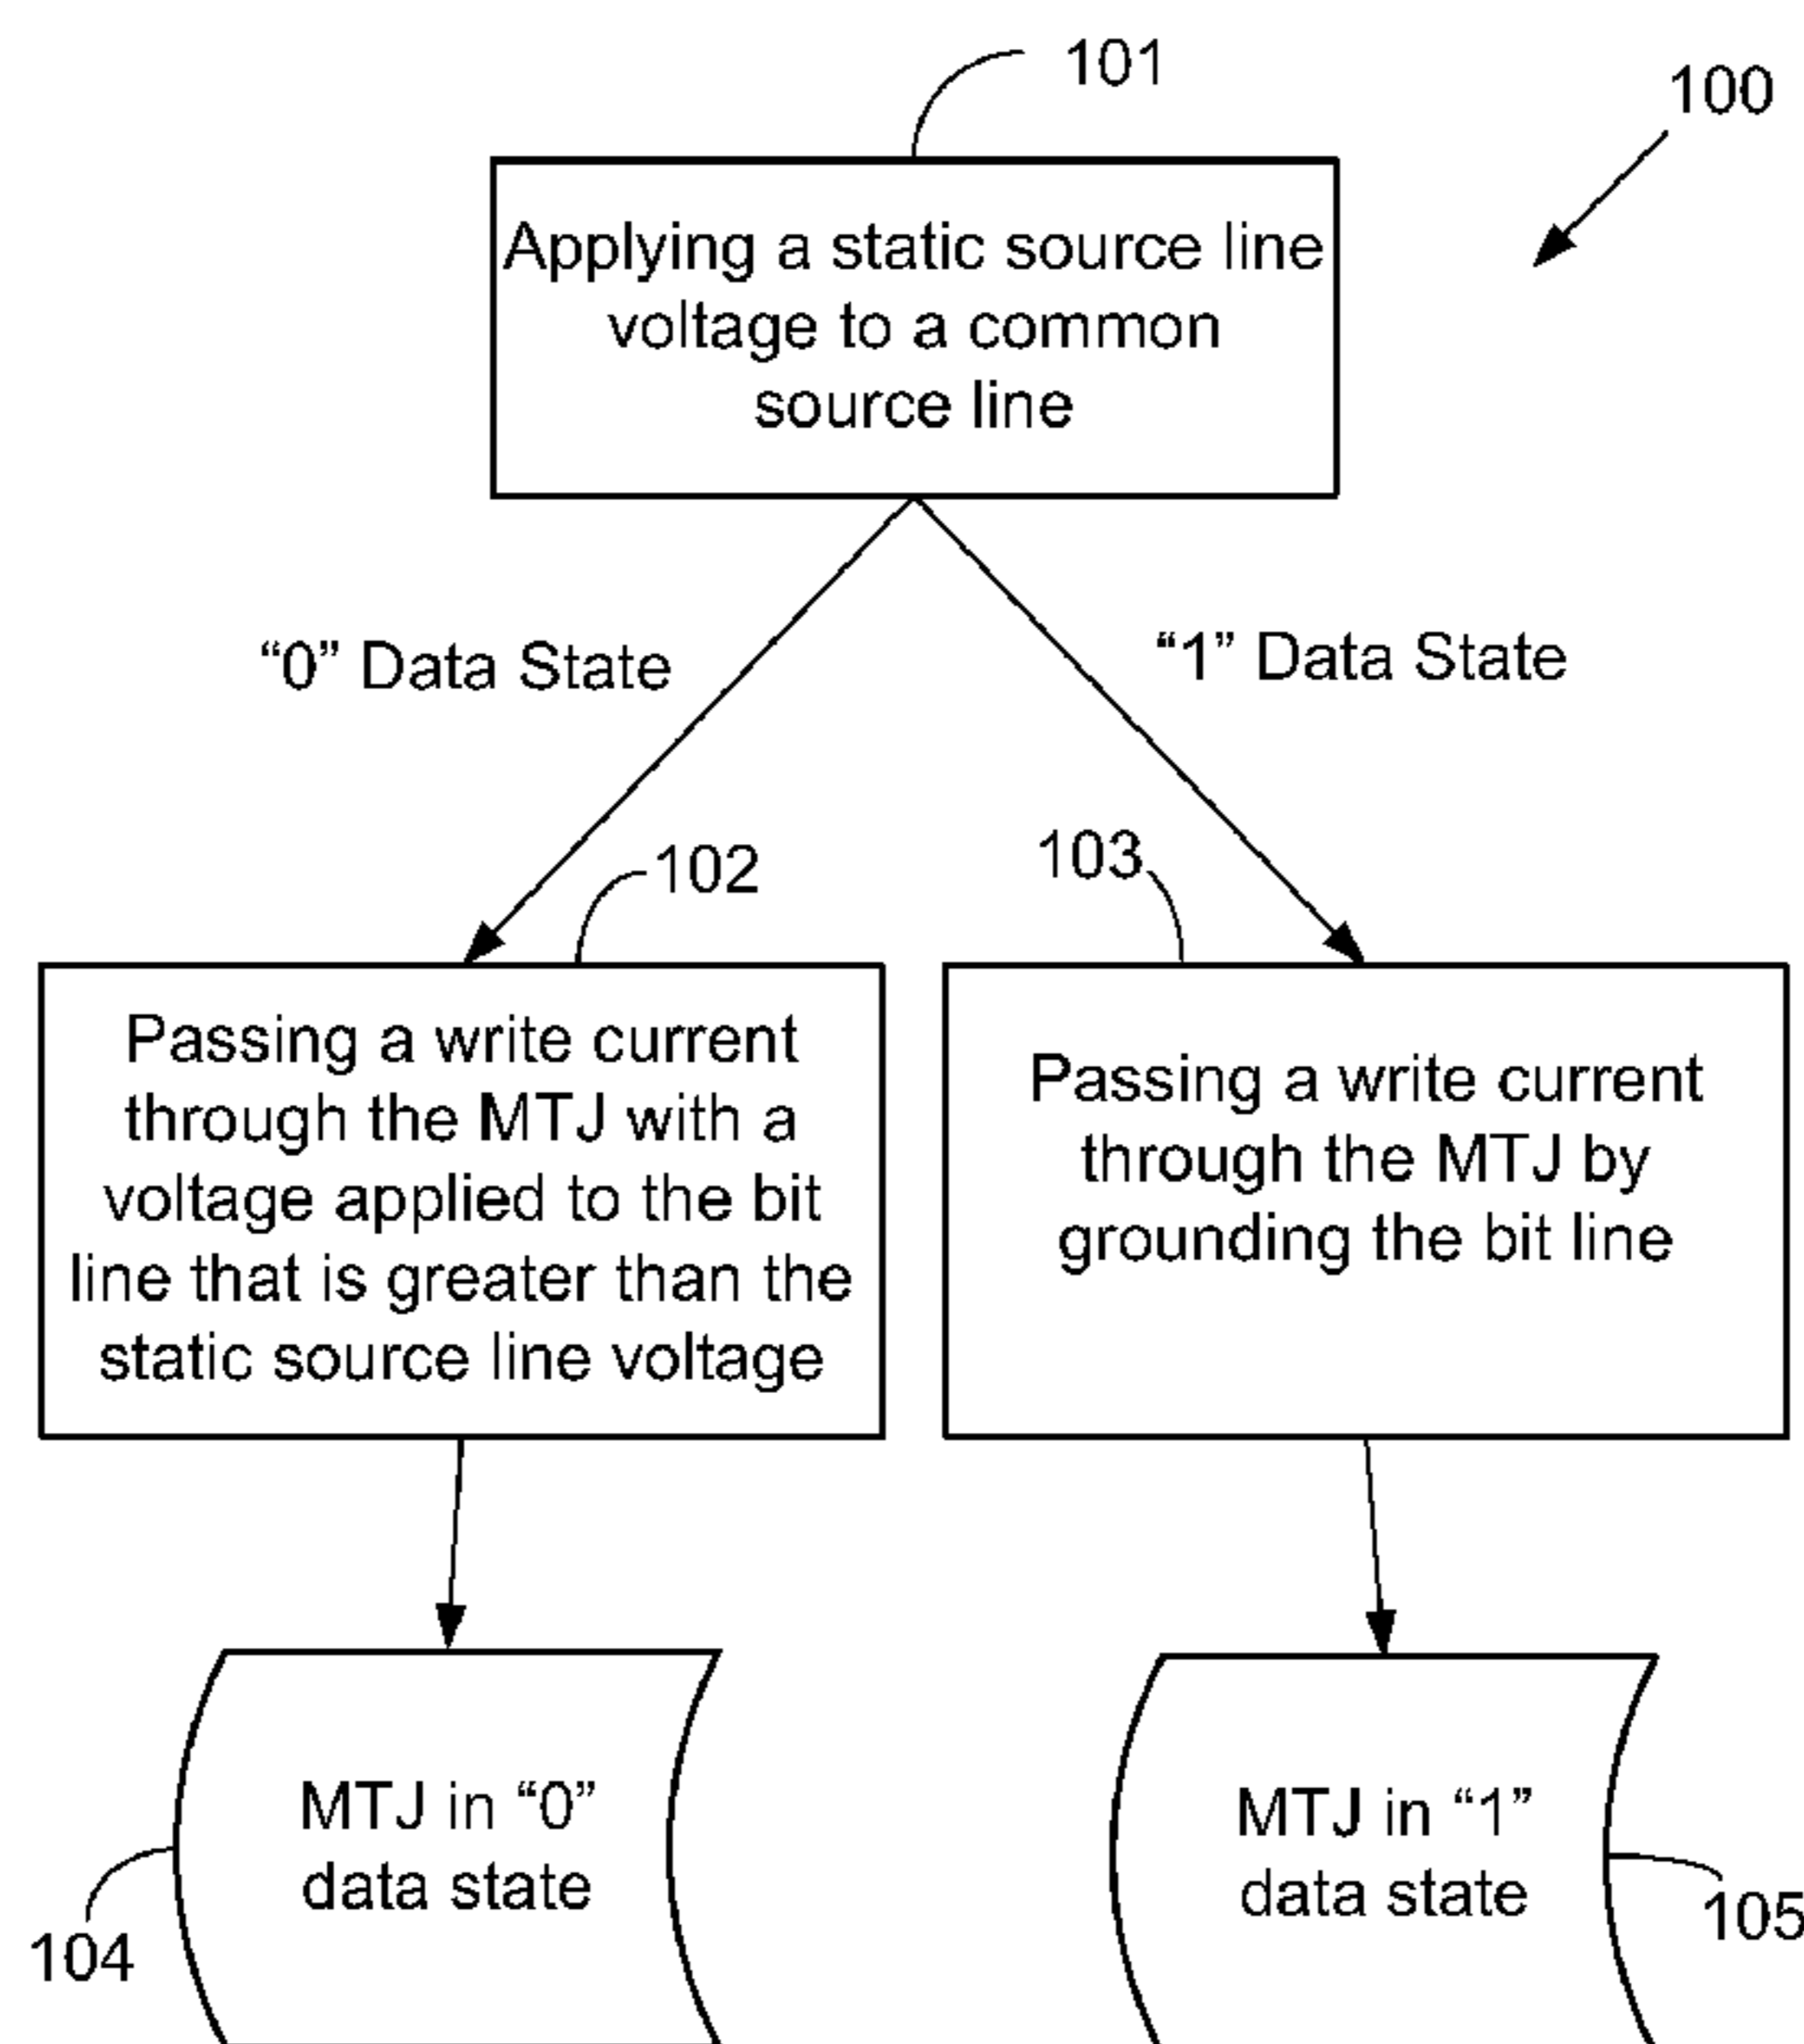 101
100
Applying a static source line
voltage to a common
source line
“0” Data State
“1” Data State
102
103
Passing a write current
through the MTJ with a
voltage applied to the bit
line that is greater than the
static source line voltage
Passing a write current
through the MTJ by
grounding the bit line
MTJ in “0”
data state
MTJ in “1”
data state
104
105